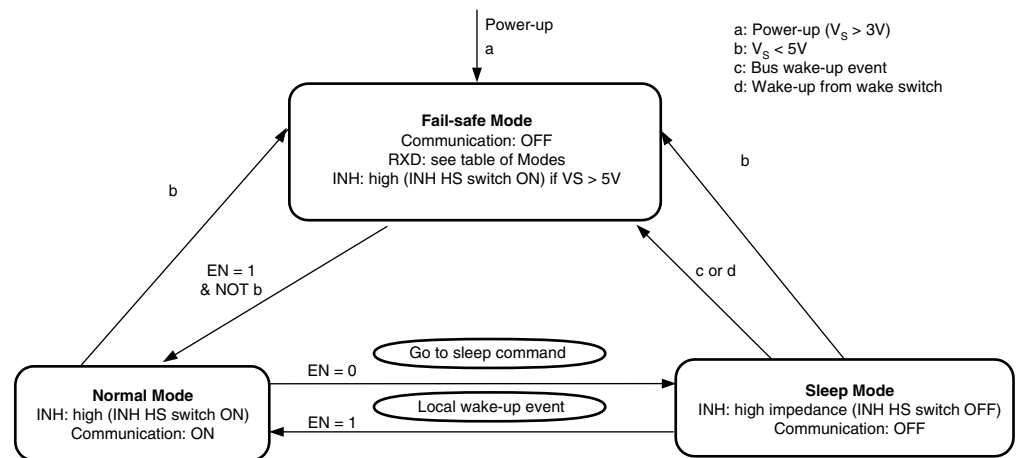 Power-up
a
a: Power-up (VS > 3V)
b: VS < 5V
c: Bus wake-up event
d: Wake-up from wake switch
Fail-safe Mode
Communication: OFF
RXD: see table of Modes
INH: high (INH HS switch ON) if VS > 5V
b
b
EN = 1
& NOT b
c or d
Go to sleep command
EN = 0
Local wake-up event
EN = 1
Normal Mode
INH: high (INH HS switch ON)
Communication: ON
Sleep Mode
INH: high impedance (INH HS switch OFF)
Communication: OFF